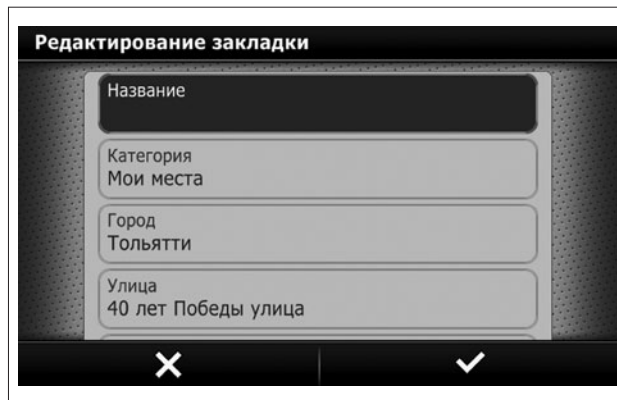 Редактирование закладки
Название
Категория
Мои места
Город
Тольятти
Улица
40 лет Победы улица